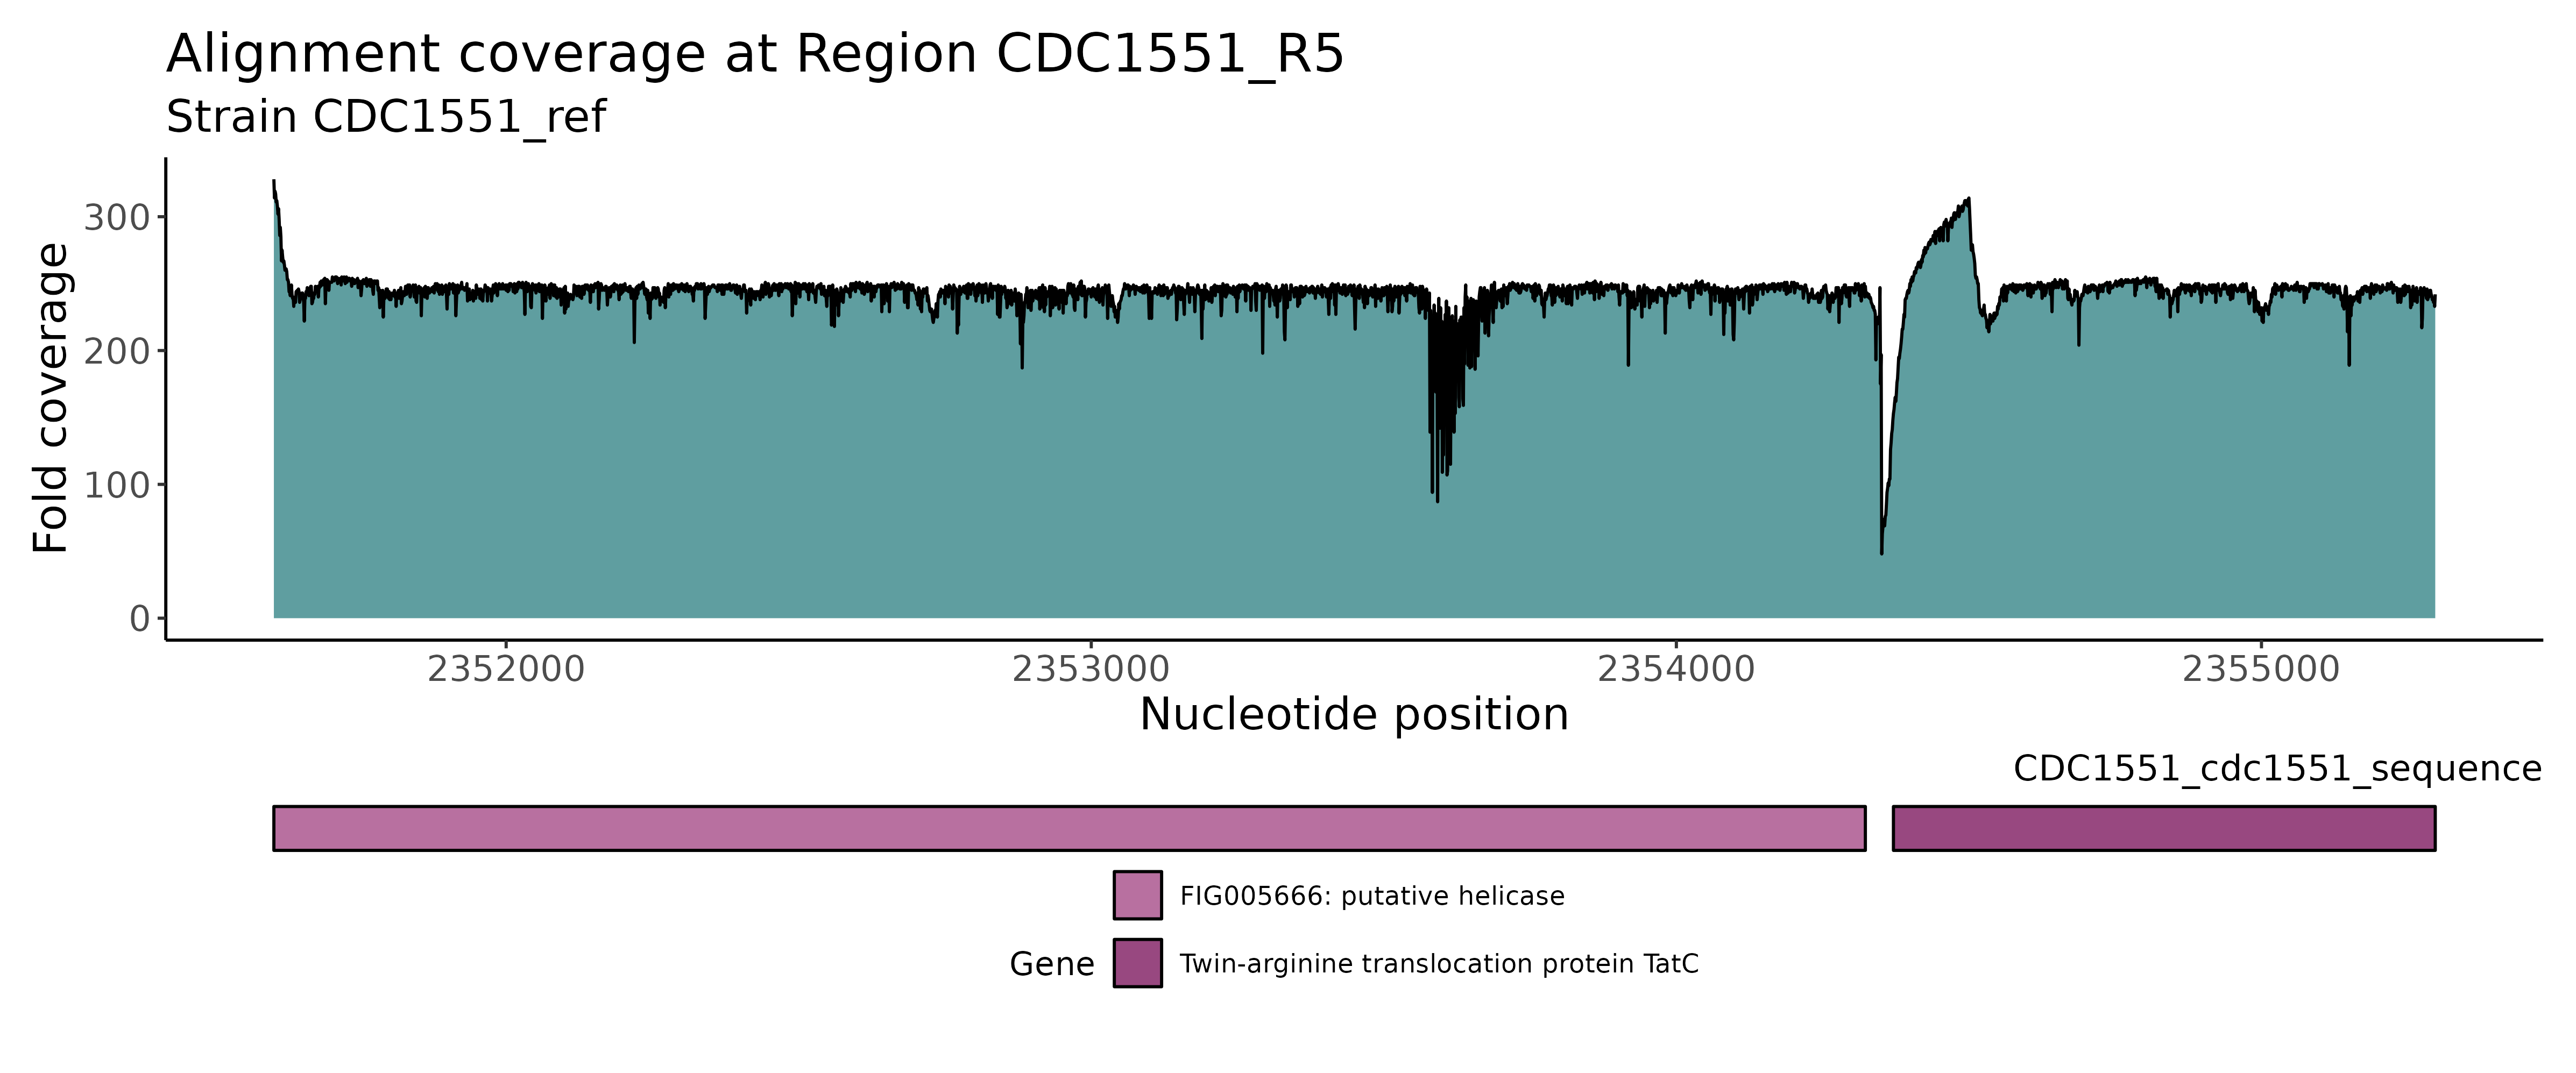 Alignment coverage at Region CDC1551_R5
Strain CDC1551_ref
Fold coverage
300
200
100
0
2352000 2353000 2354000 2355000
Nucleotide position
CDC1551_cdc1551_sequence
FIG005666: putative helicase
Gene Twin-arginine translocation protein TatC